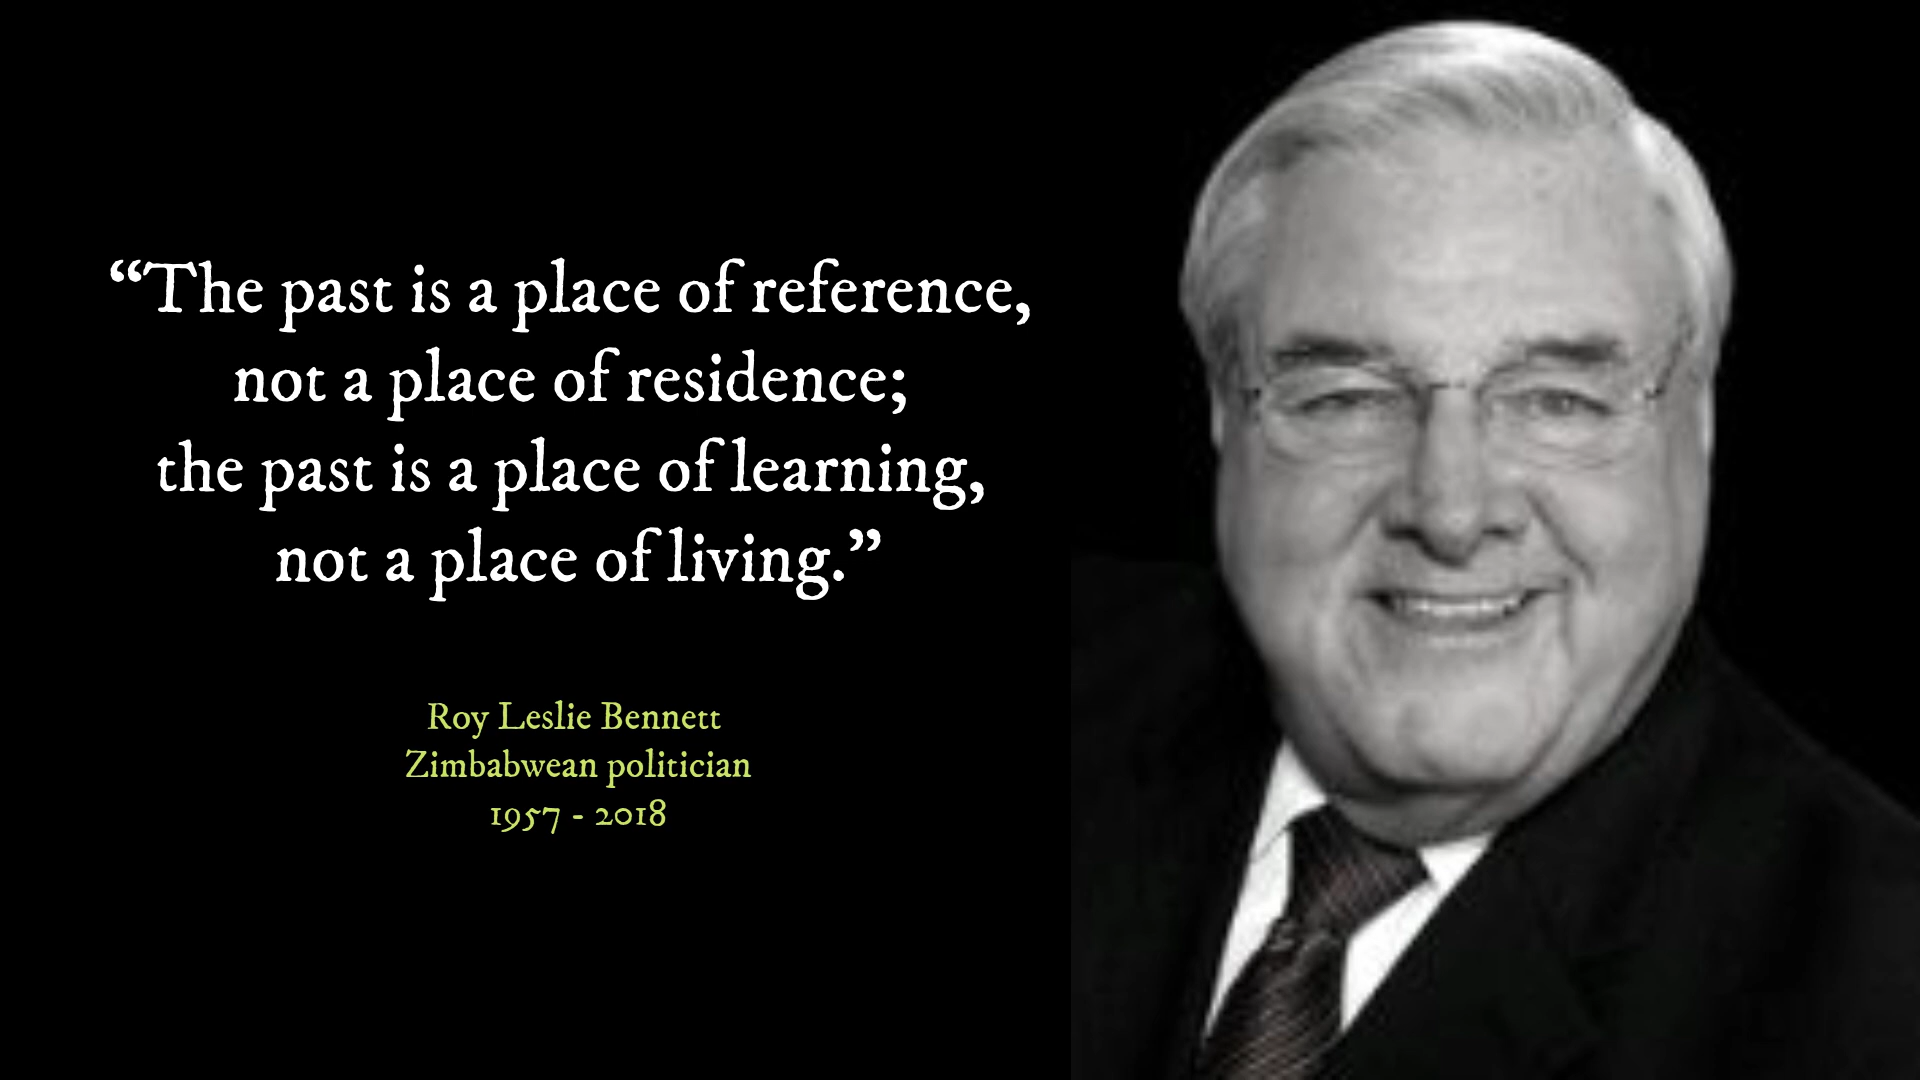 “The past is a place of reference,
not a place of residence;
the past is a place of learning,
not a place of living.”
Roy Leslie Bennett
Zimbabwean politician
1957 - 2018